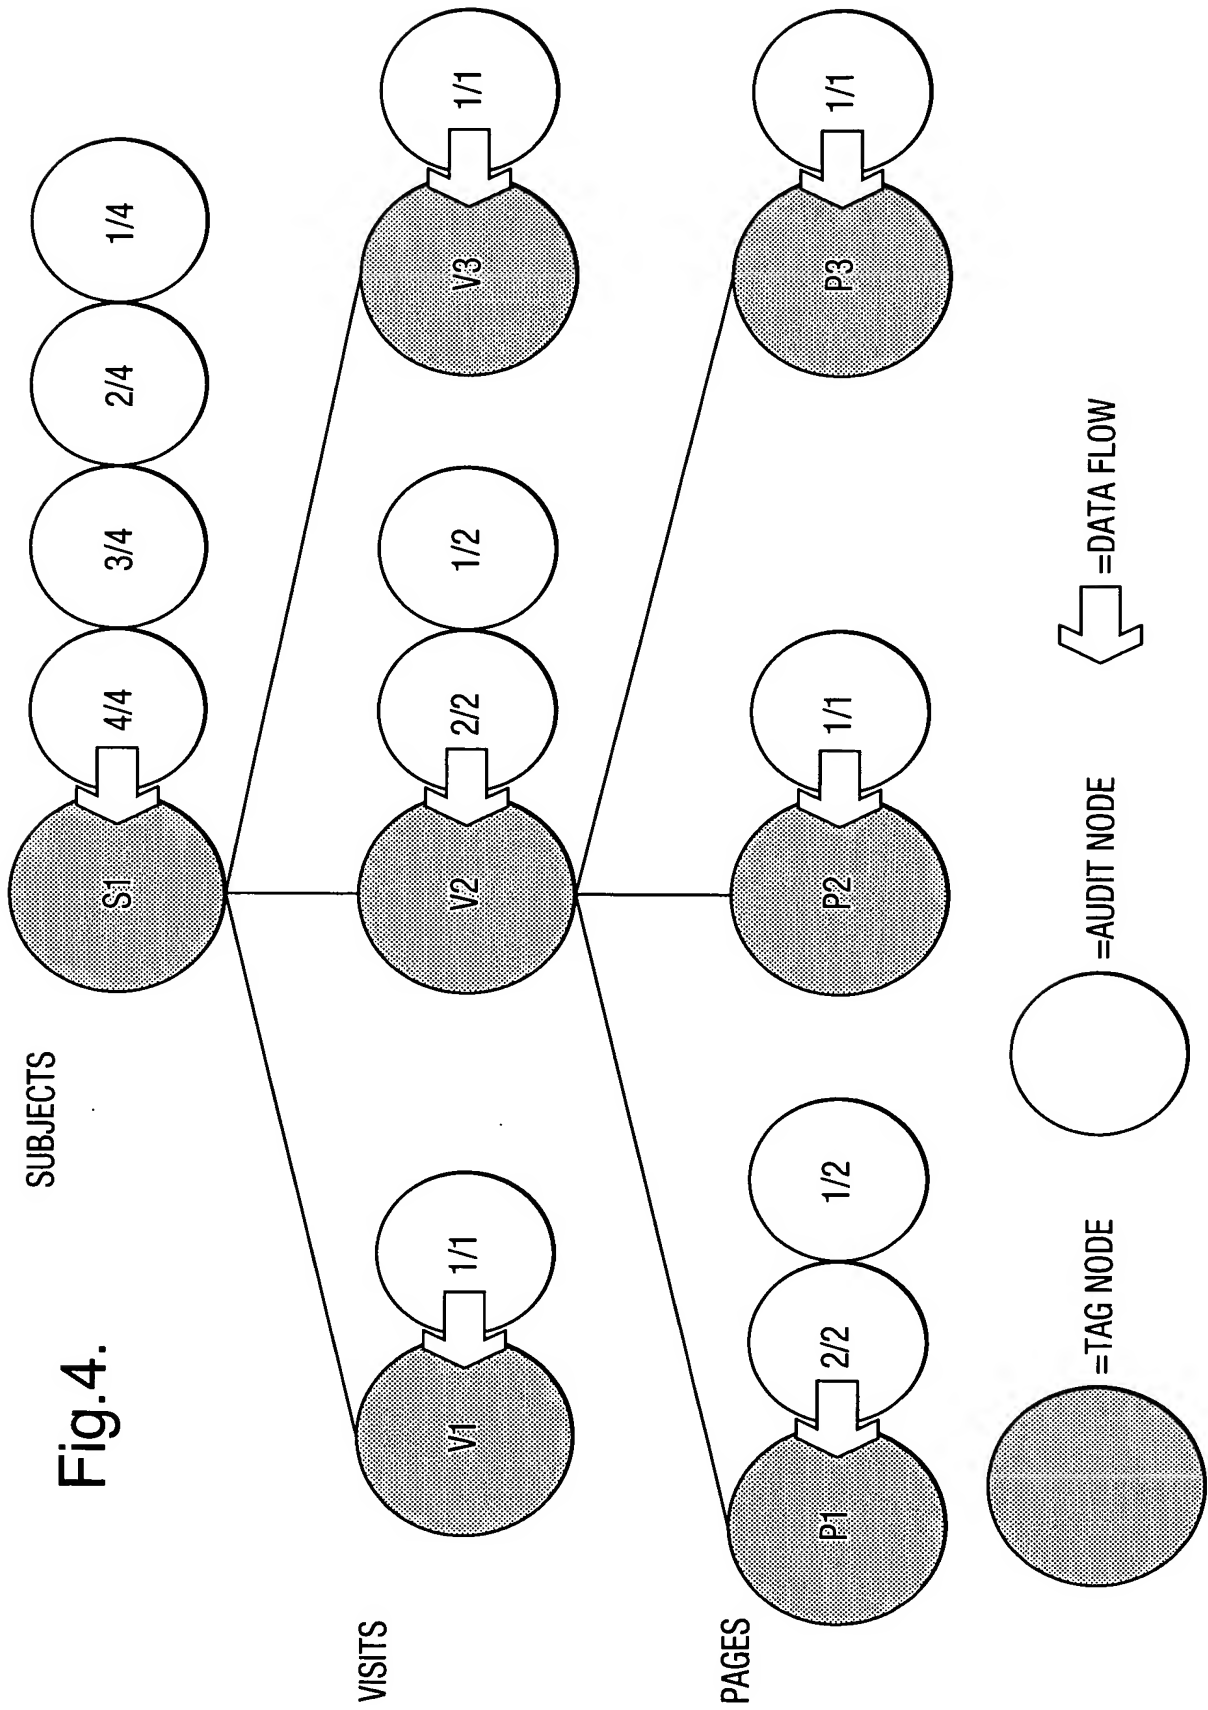 Fig.4.
SUBJECTS
S1
4/4
3/4
2/4
1/4
VISITS
V1
1/1
V2
2/2
1/2
V3
1/1
PAGES
P1
2/2
1/2
P2
1/1
P3
1/1
=TAG NODE
=AUDIT NODE
=DATA FLOW